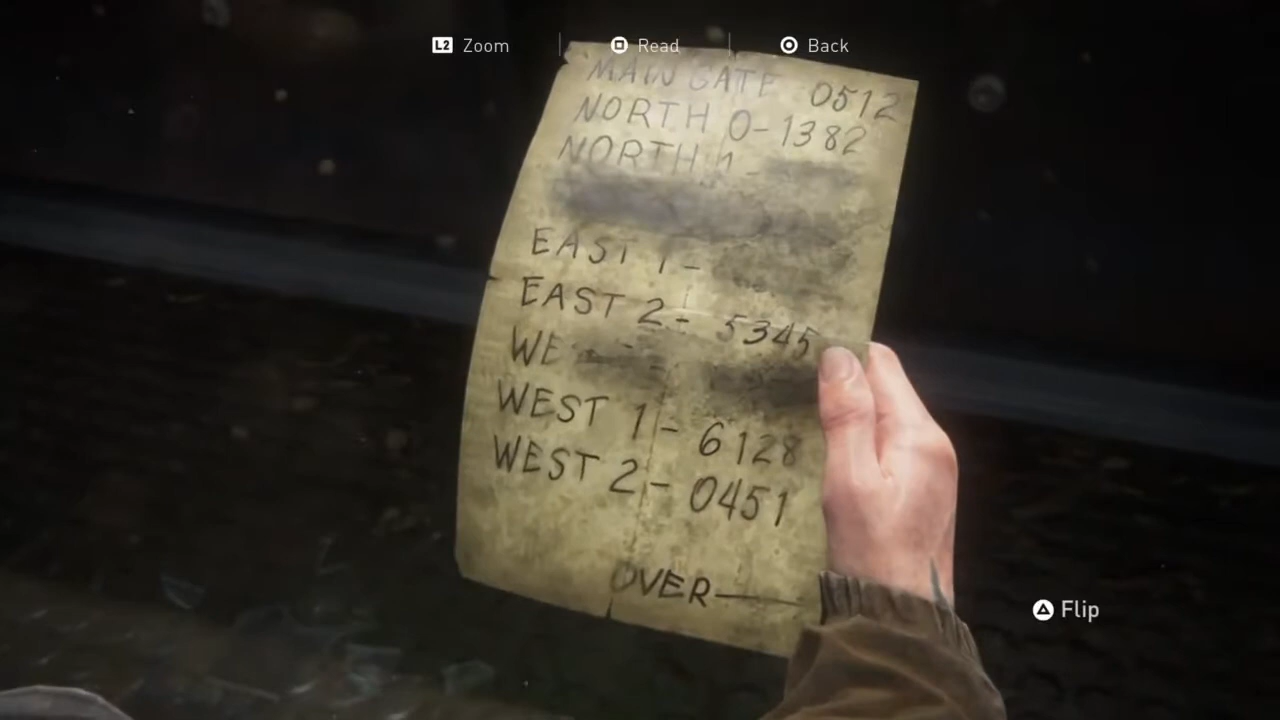 L2 Zoom | Read | Back
MAIN GATE 0512
NORTH 0-1382
NORTH
EAST 1-
EAST 2- 5345
WE
WEST 1- 6128
WEST 2- 0451
OVER—
Flip